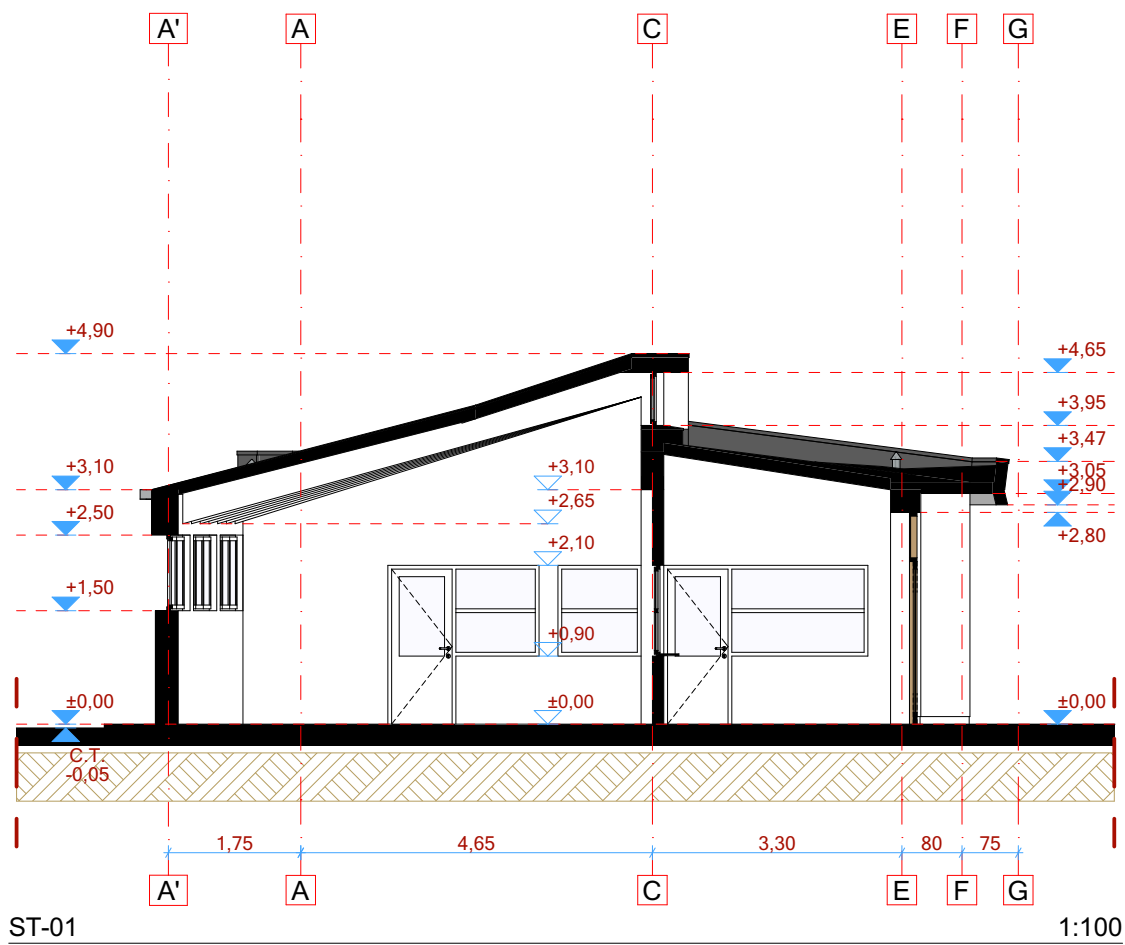 A' A C E F G
+4,90
+4,65
+3,95
+3,47
+3,10 +3,10 +3,05
+2,65 +2,90
+2,50
+2,10 +2,80
+1,50
+0,90
±0,00 ±0,00 ±0,00
C.T.
-0,05
1,75 4,65 3,30 80 75
A' A C E F G
ST-01 1:100